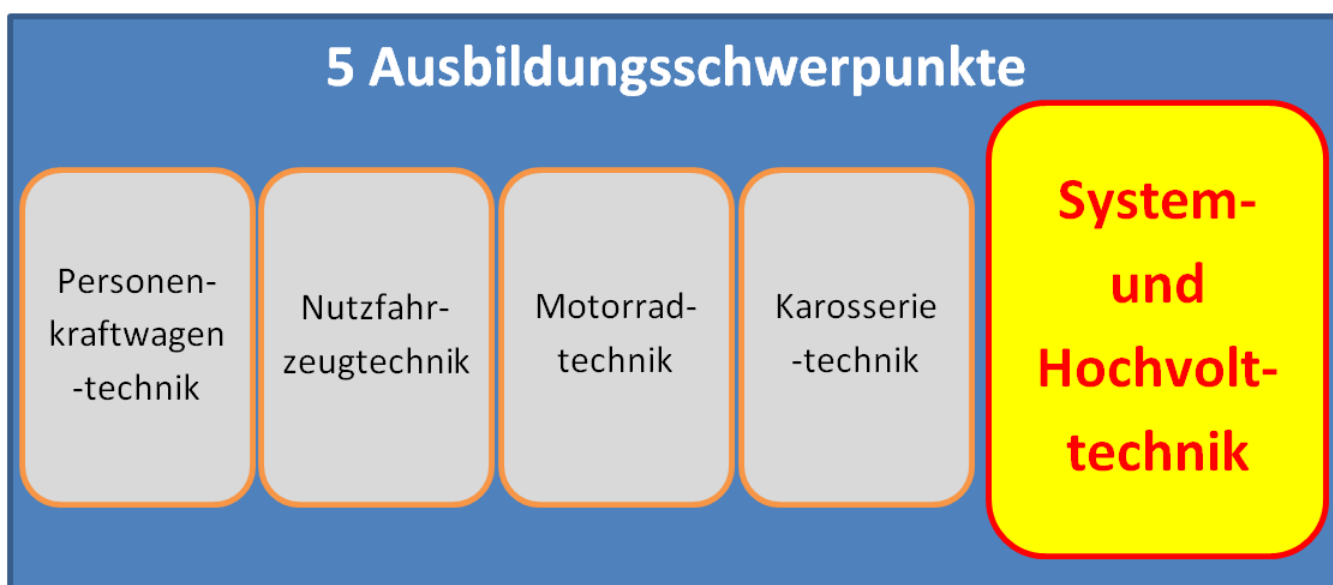 5 Ausbildungsschwerpunkte
Personen-
kraftwagen
-technik
Nutzfahr-
zeugtechnik
Motorrad-
technik
Karosserie
-technik
System-
und
Hochvolt-
technik